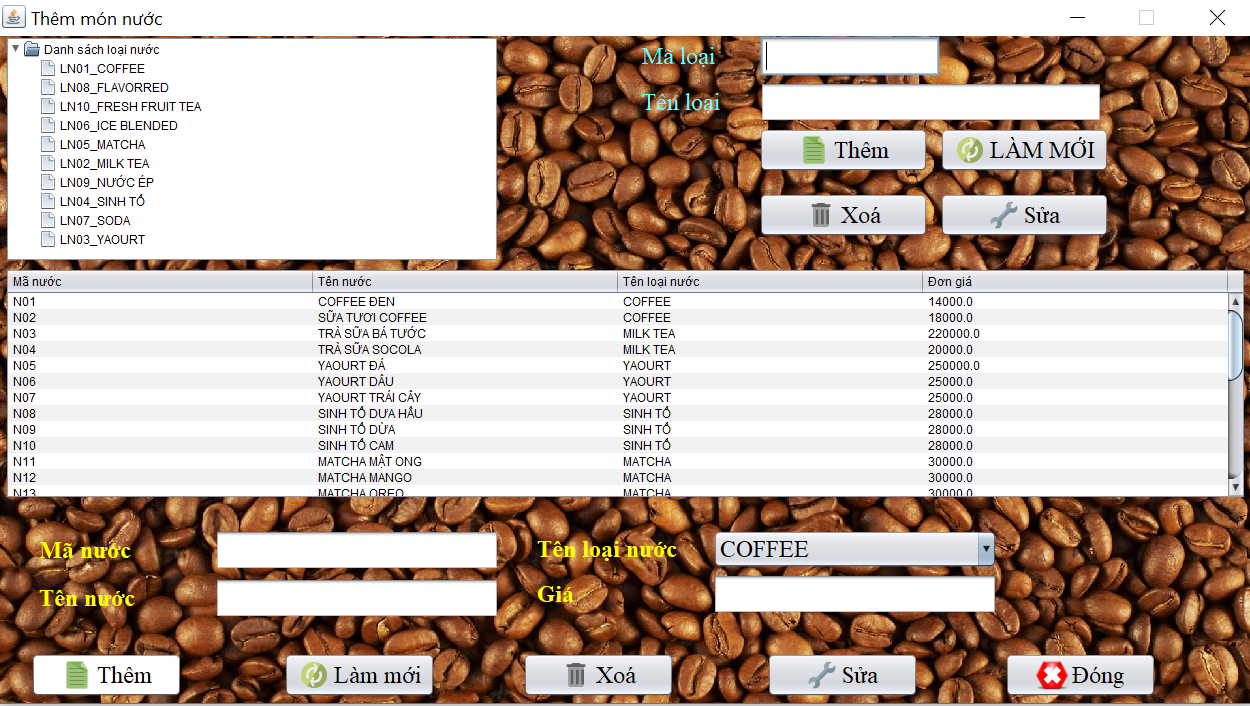 Thêm món nước
Danh sách loại nước
LN01_COFFEE
LN08_FLAVORRED
LN10_FRESH FRUIT TEA
LN06_ICE BLENDED
LN05_MATCHA
LN02_MILK TEA
LN09_NƯỚC ÉP
LN04_SINH TỐ
LN07_SODA
LN03_YAOURT
Mã loại
Tên loại
Thêm LÀM MỚI
Xoá Sửa
Mã nước Tên nước Tên loại nước Đơn giá
N01 COFFEE ĐEN COFFEE 14000.0
N02 SỮA TƯƠI COFFEE COFFEE 18000.0
N03 TRÀ SỮA BÁ TƯỚC MILK TEA 220000.0
N04 TRÀ SỮA SOCOLA MILK TEA 20000.0
N05 YAOURT ĐÁ YAOURT 250000.0
N06 YAOURT DÂU YAOURT 25000.0
N07 YAOURT TRÁI CÂY YAOURT 25000.0
N08 SINH TỐ DƯA HẤU SINH TỐ 28000.0
N09 SINH TỐ DỪA SINH TỐ 28000.0
N10 SINH TỐ CAM SINH TỐ 28000.0
N11 MATCHA MẬT ONG MATCHA 30000.0
N12 MATCHA MANGO MATCHA 30000.0
N13 MATCHA OREO MATCHA 30000.0
Mã nước Tên loại nước COFFEE
Tên nước Giá
Thêm Làm mới Xoá Sửa Đóng